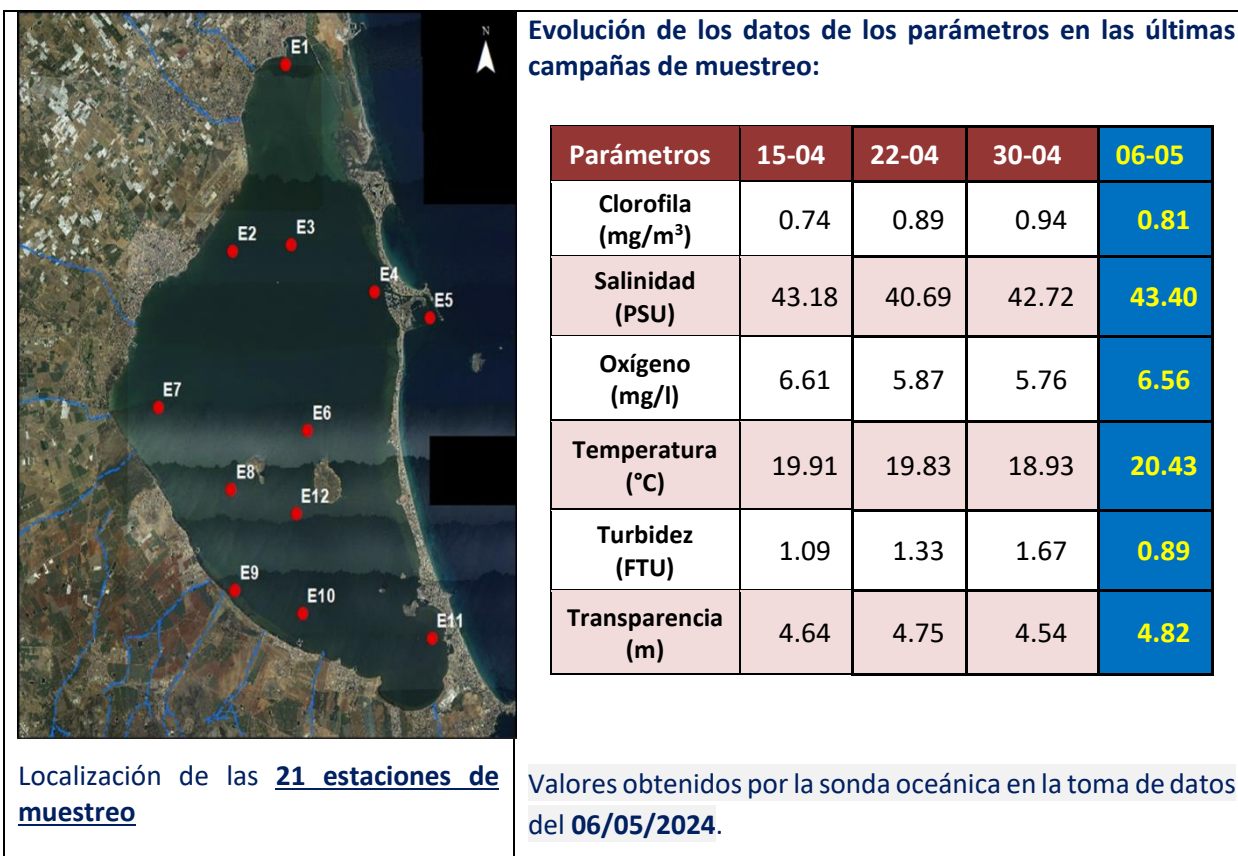 N
E1
E2
E3
E4
E5
E7
E6
E8
E12
E9
E10
E11
Localización de las 21 estaciones de
muestreo
Evolución de los datos de los parámetros en las últimas
campañas de muestreo:
Parámetros 15-04 22-04 30-04 06-05
Clorofila
(mg/m³) 0.74 0.89 0.94 0.81
Salinidad
(PSU) 43.18 40.69 42.72 43.40
Oxígeno
(mg/l) 6.61 5.87 5.76 6.56
Temperatura
(°C) 19.91 19.83 18.93 20.43
Turbidez
(FTU) 1.09 1.33 1.67 0.89
Transparencia
(m) 4.64 4.75 4.54 4.82
Valores obtenidos por la sonda oceánica en la toma de datos
del 06/05/2024.